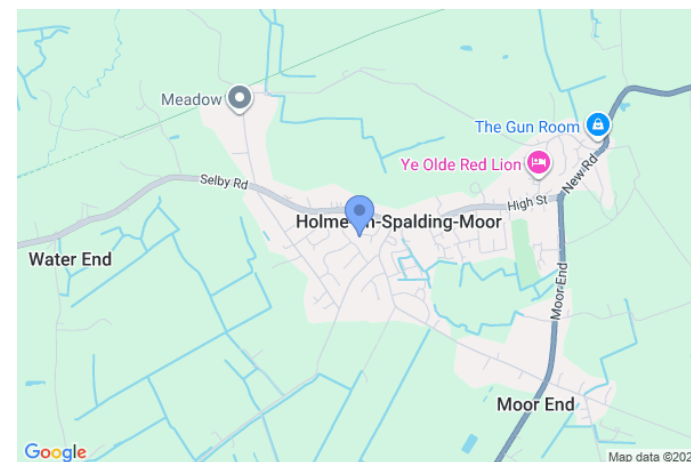 Meadow
The Gun Room
Ye Olde Red Lion
Selby Rd
New Rd
High St
Holme-on-Spalding-Moor
Water End
Moor End
Moor End
Google
Map data ©202